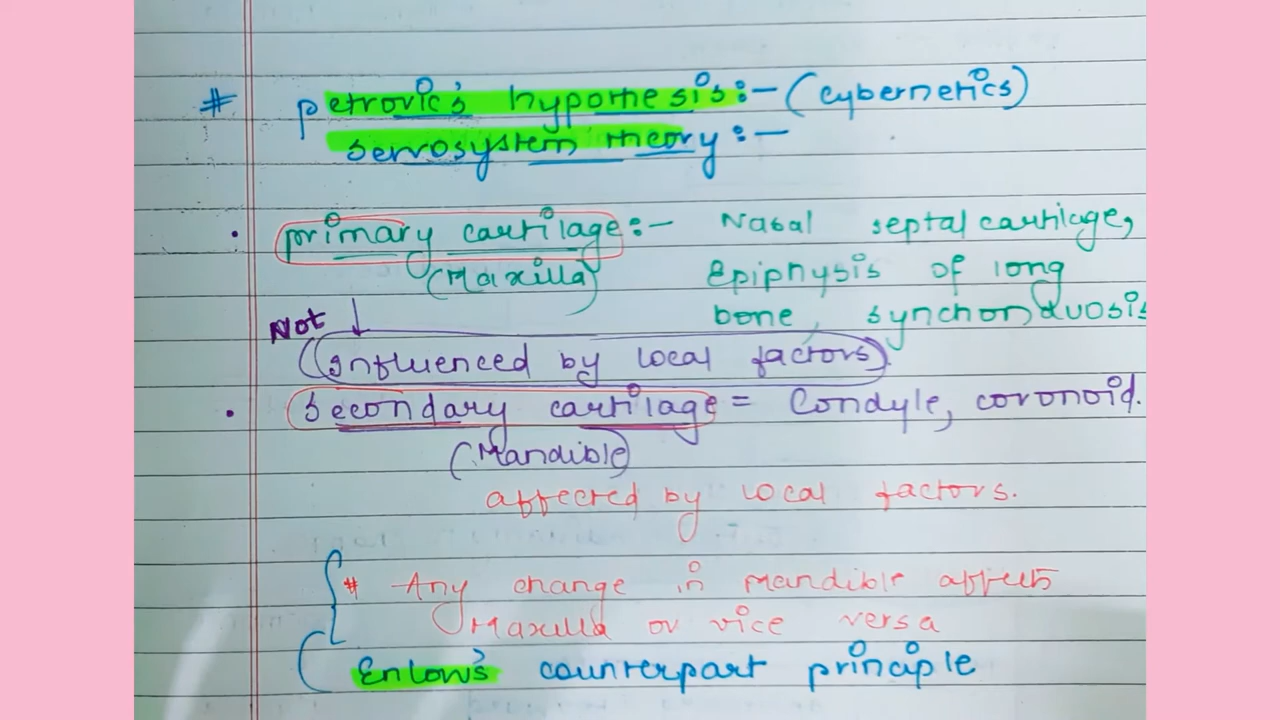 # Petrovic's hypothesis:- (cybernetics)
Servosystem theory:-
• Primary cartilage:- Nasal septal cartilage,
(Maxilla) Epiphysis of long
bone, synchondrosis
Not ↓
(Influenced by local factors)
• Secondary cartilage = Condyle, coronoid.
(Mandible)
affected by local factors.
# Any change in mandible affects
Maxilla or vice versa
Enlow's counterpart principle